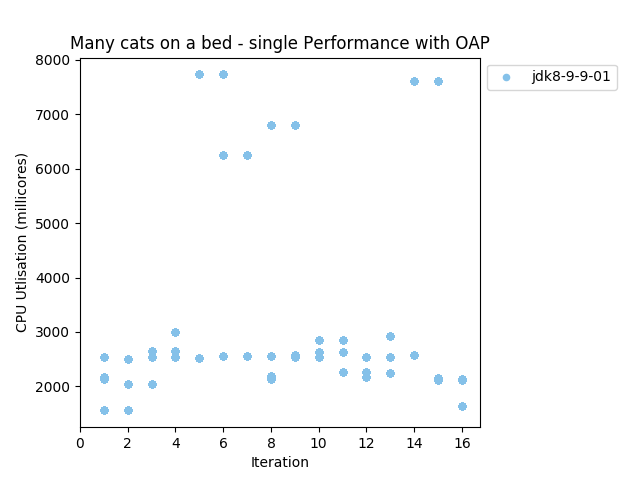 Many cats on a bed - single Performance with OAP
jdk8-9-9-01
8000
7000
6000
5000
4000
3000
2000
CPU Utlisation (millicores)
0 2 4 6 8 10 12 14 16
Iteration